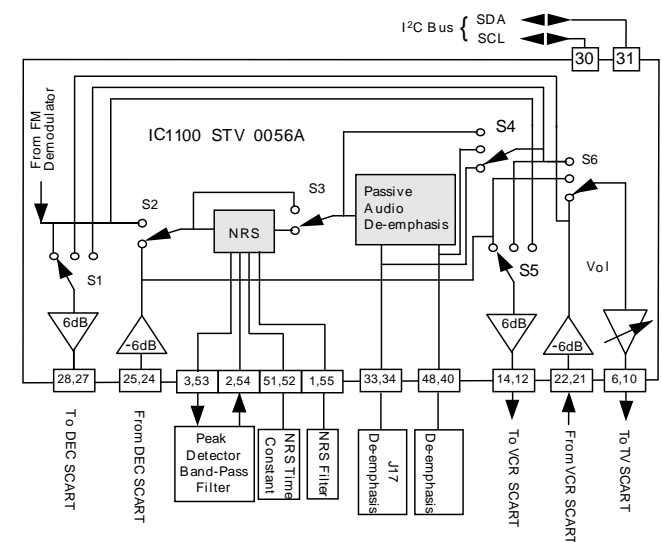 I²C Bus { SDA
SCL
30 31
From FM
Demodulator
IC1100 STV 0056A
S4
S6
S3
S2
Passive
Audio
De-emphasis
NRS
S1
S5
Vol
6dB
-6dB
6dB
-6dB
28,27 25,24 3,53 2,54 51,52 1,55 33,34 48,40 14,12 22,21 6,10
To DEC SCART
From DEC SCART
Peak
Detector
Band-Pass
Filter
NRS Time
Constant
NRS Filter
J17
De-emphasis
De-emphasis
To VCR SCART
From VCR SCART
To TV SCART